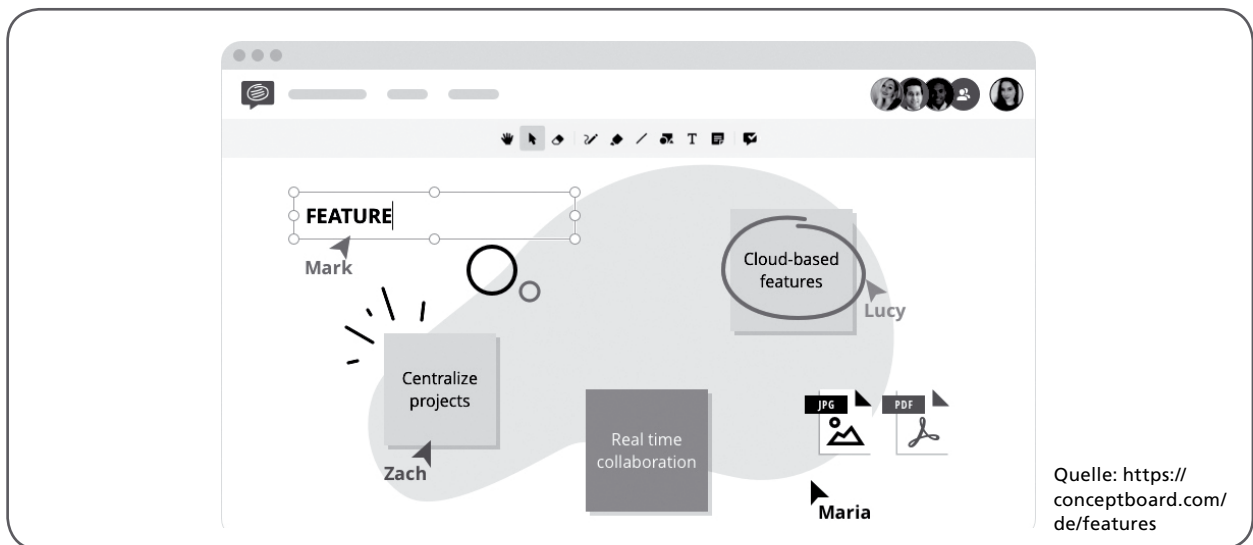 T
FEATURE
Mark
Cloud-based
features
Lucy
Centralize
projects
Zach
Real time
collaboration
JPG
PDF
Maria
Quelle: https://
conceptboard.com/
de/features